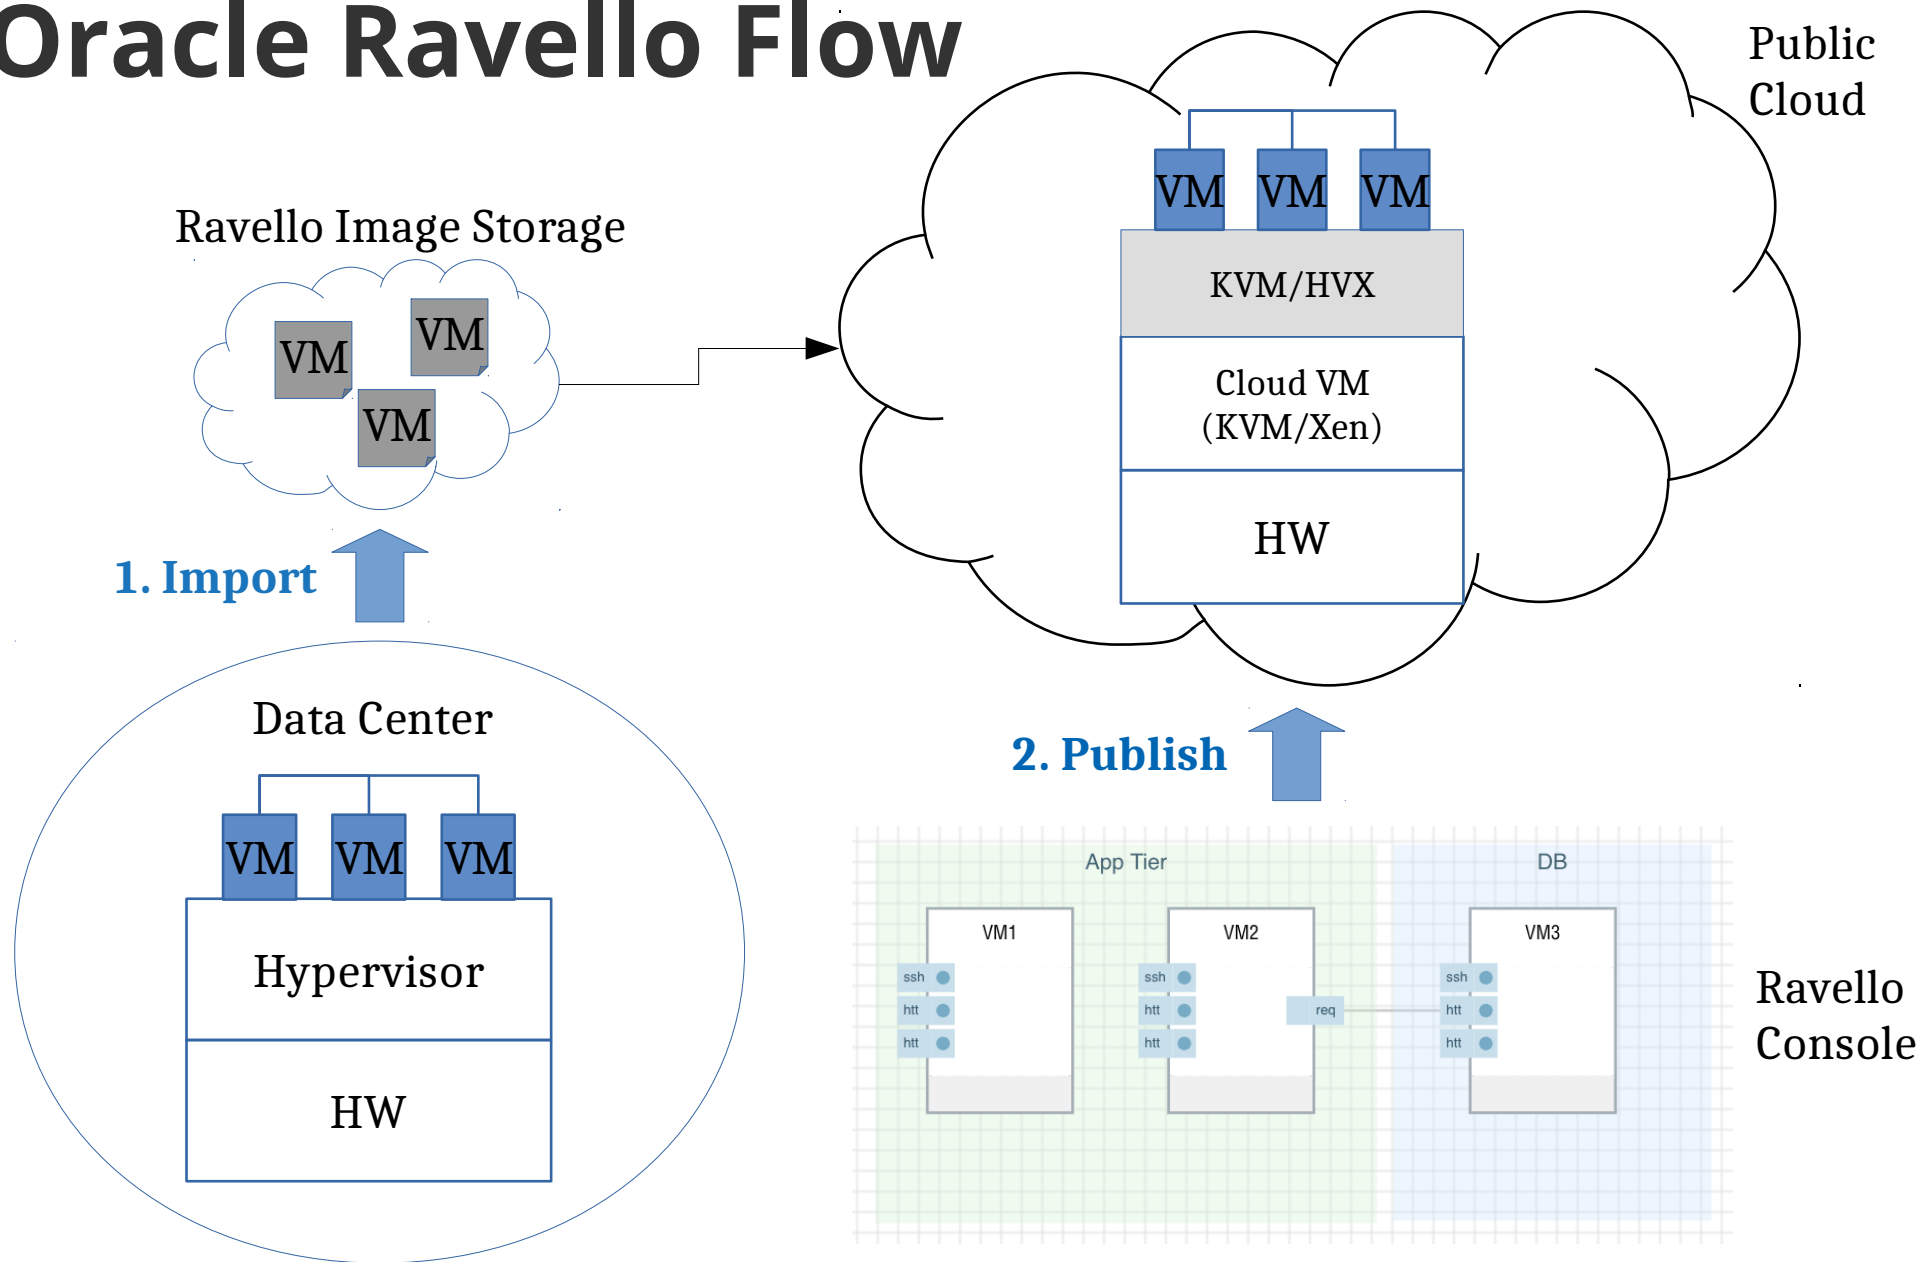 Oracle Ravello Flow
Public
Cloud
VM VM VM
KVM/HVX
Cloud VM
(KVM/Xen)
HW
Ravello Image Storage
VM
VM
VM
1. Import
Data Center
VM VM VM
Hypervisor
HW
2. Publish
App Tier
DB
VM1
ssh
htt
htt
VM2
ssh
htt
htt
req
VM3
ssh
htt
htt
Ravello
Console